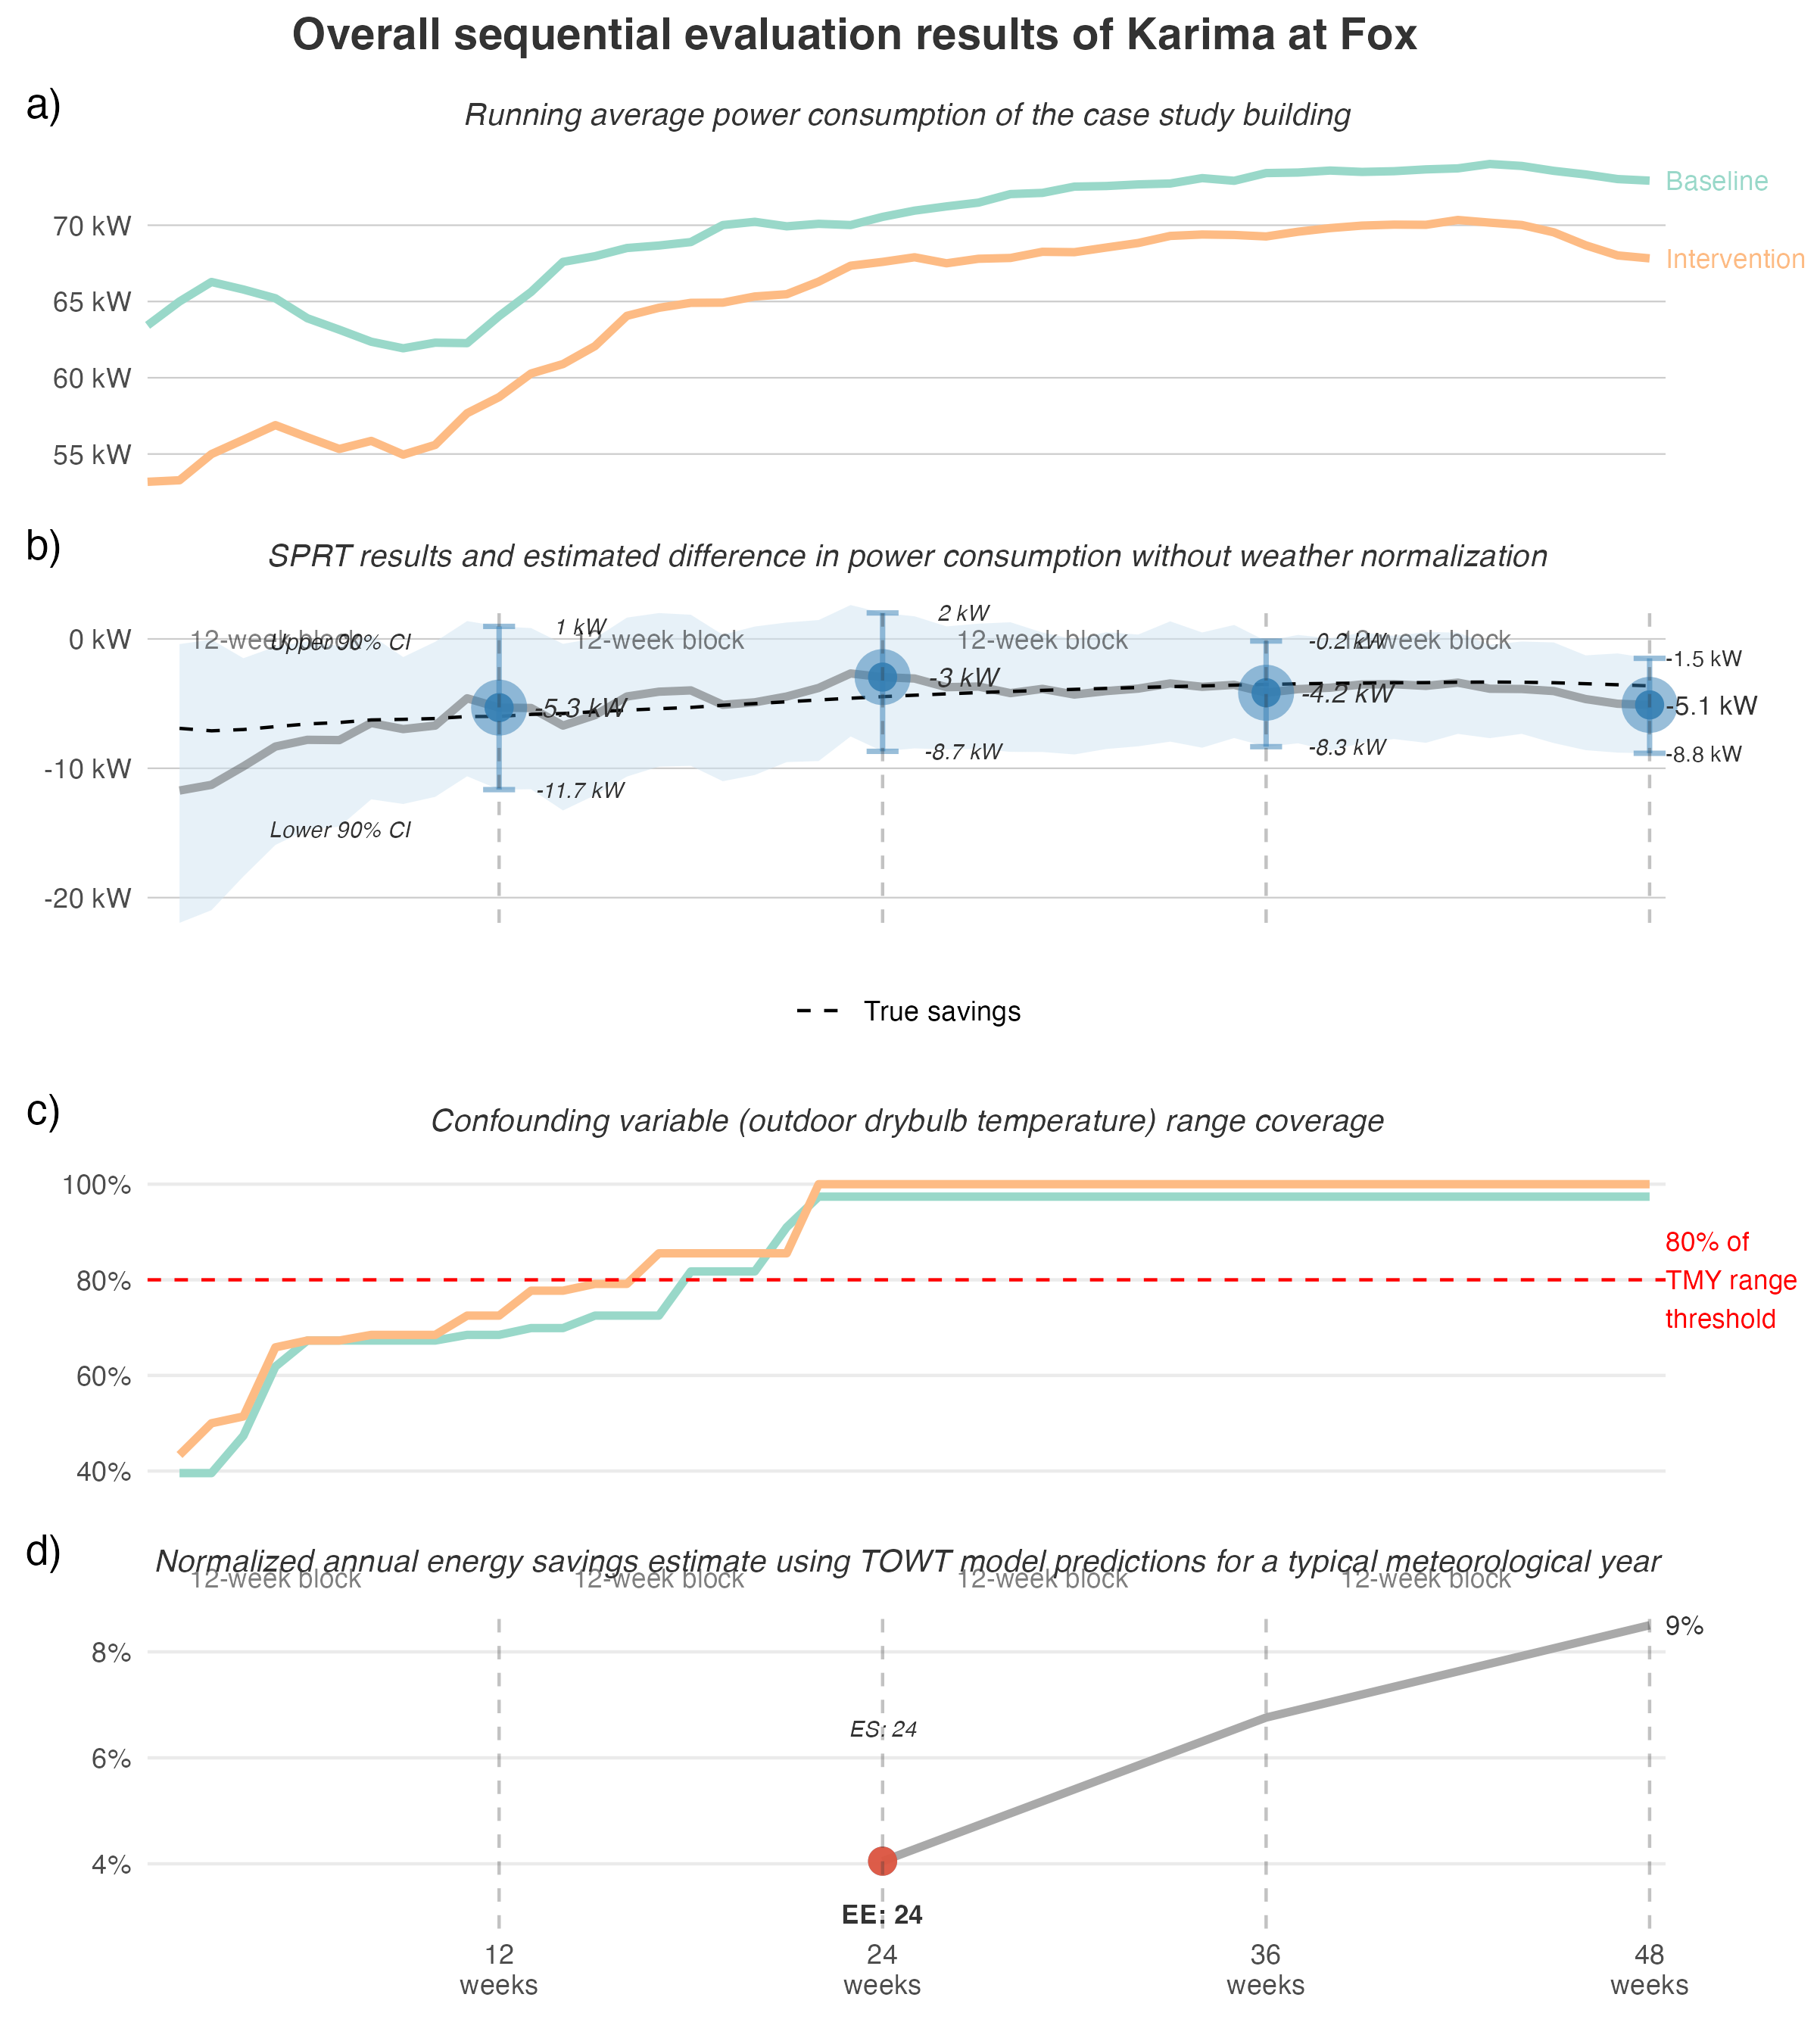 Overall sequential evaluation results of Karima at Fox
a)
Running average power consumption of the case study building
Baseline
70 kW
Intervention
65 kW
60 kW
55 kW
b)
SPRT results and estimated difference in power consumption without weather normalization
1 kW
2 kW
0 kW
12-week block
Upper 90% CI
12-week block
12-week block
-0.2 kW
12-week block
-1.5 kW
-5.3 kW
-3 kW
-4.2 kW
-5.1 kW
-8.7 kW
-8.3 kW
-8.8 kW
-10 kW
-11.7 kW
Lower 90% CI
-20 kW
True savings
c)
Confounding variable (outdoor drybulb temperature) range coverage
100%
80%
60%
40%
80% of
TMY range
threshold
d)
Normalized annual energy savings estimate using TOWT model predictions for a typical meteorological year
12-week block
12-week block
12-week block
12-week block
9%
8%
ES: 24
6%
4%
EE: 24
12
weeks
24
weeks
36
weeks
48
weeks